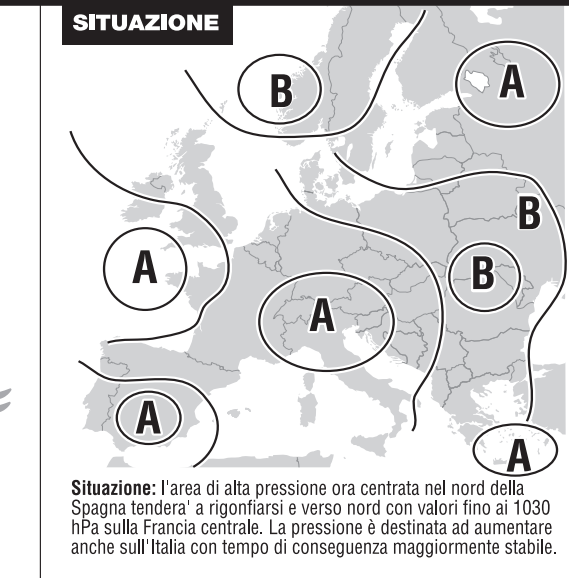 SITUAZIONE
B
A
B
A
B
A
A
A
Situazione: l'area di alta pressione ora centrata nel nord della
Spagna tendera' a rigonfiarsi e verso nord con valori fino ai 1030
hPa sulla Francia centrale. La pressione è destinata ad aumentare
anche sull'Italia con tempo di conseguenza maggiormente stabile.